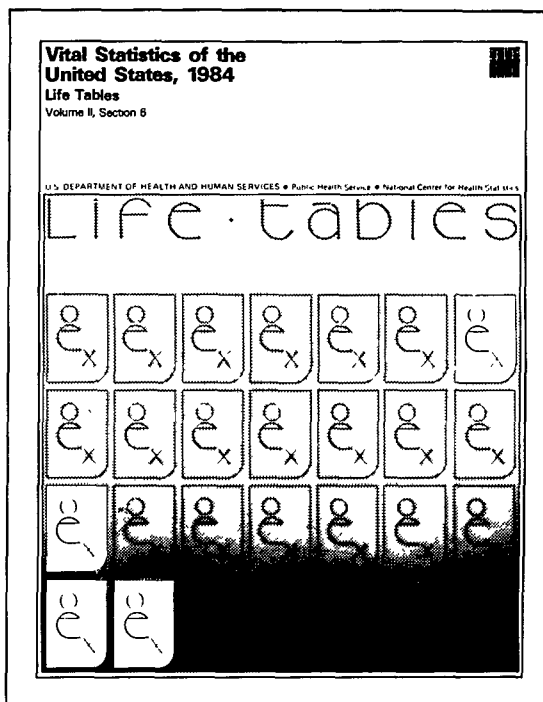 Vital Statistics of the
United States, 1984
Life Tables
Volume II, Section 6
U.S. DEPARTMENT OF HEALTH AND HUMAN SERVICES • Public Health Service • National Center for Health Statistics
Life · tables
e̊x e̊x e̊x e̊x e̊x e̊x e̊x
e̊x e̊x e̊x e̊x e̊x e̊x e̊x
e̊x e̊x e̊x e̊x e̊x e̊x e̊x
e̊x e̊x